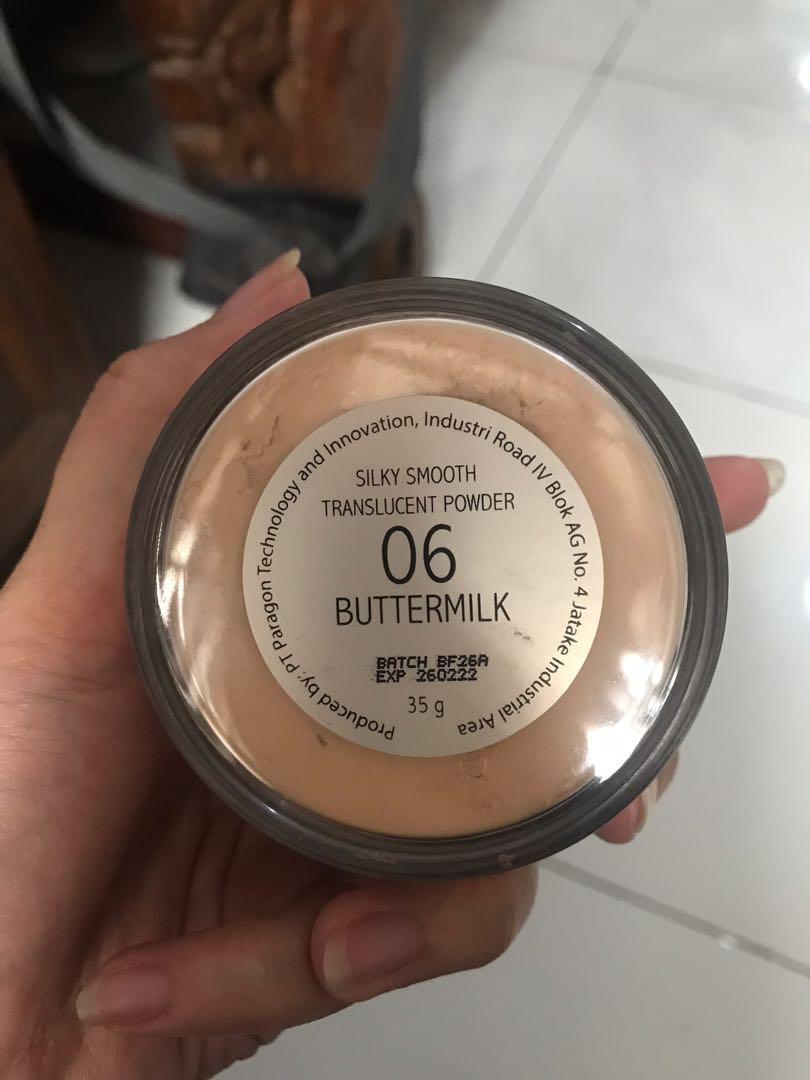 SILKY SMOOTH
TRANSLUCENT POWDER
06
BUTTERMILK
BATCH BF26A
EXP 260222
35 g
Produced by: PT Paragon Technology and Innovation, Industri Road IV Blok AG No. 4 Jatake Industrial Area